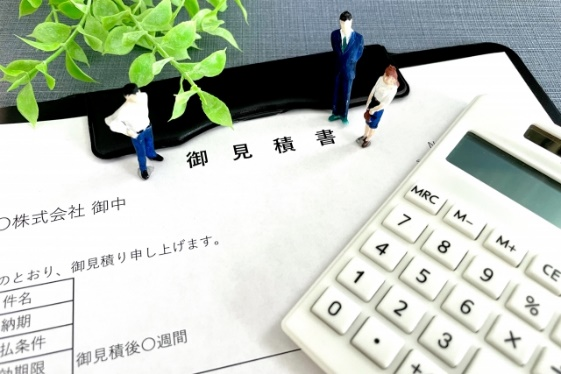 御見積書
〇株式会社 御中
のとおり、御見積り申し上げます。
件名
納期
払条件 御見積後〇週間
効期限
MRC M- M+ CE
7 8 9 %
4 5 6 ×
1 2 3
0 • +